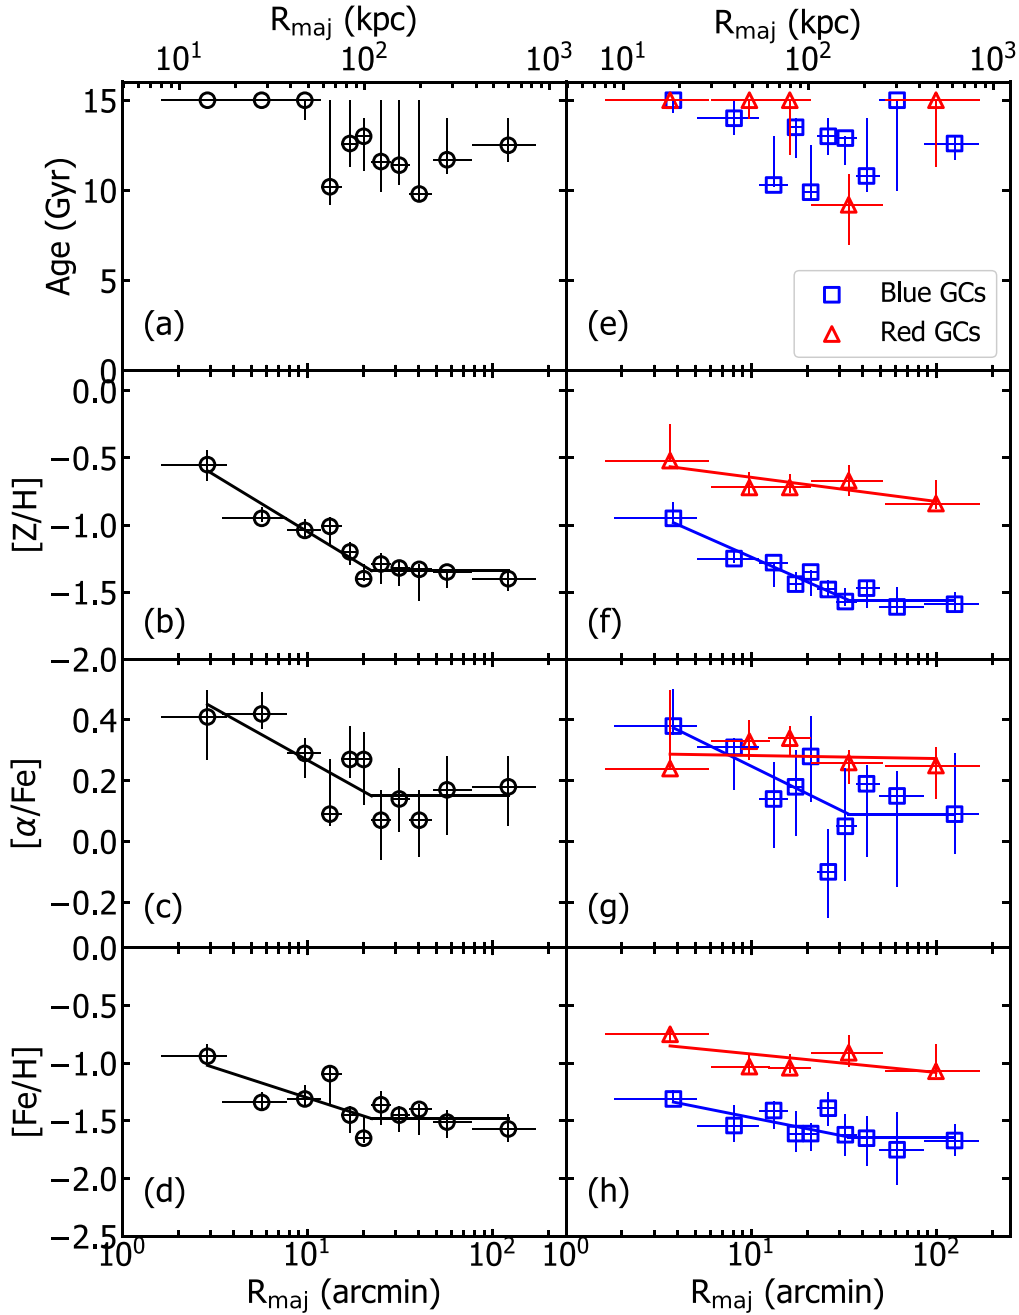 R_maj (kpc) R_maj (kpc)
10^1 10^2 10^3 10^1 10^2 10^3
15
10
Age (Gyr)
5
0
(a) (e)
Blue GCs
Red GCs
0.0
−0.5
[Z/H]
−1.0
−1.5
−2.0
(b) (f)
0.4
0.2
[α/Fe]
0.0
−0.2
(c) (g)
0.0
−0.5
−1.0
[Fe/H]
−1.5
−2.0
−2.5
(d) (h)
10^0 10^1 10^2 10^0 10^1 10^2
R_maj (arcmin) R_maj (arcmin)